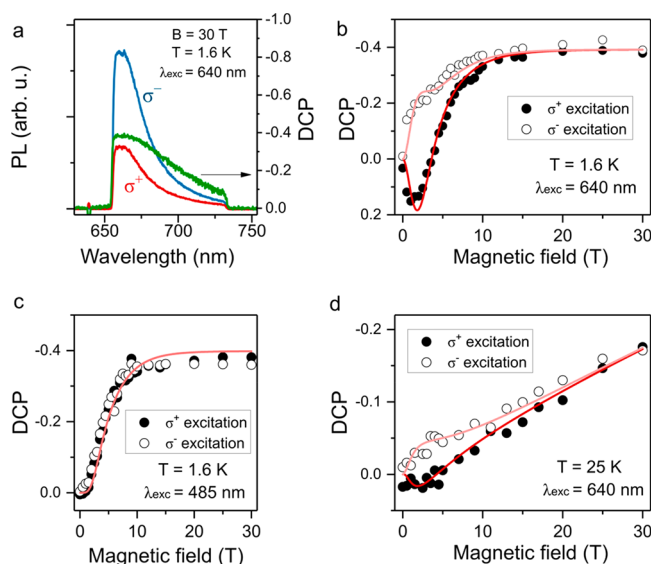 a
B = 30 T
T = 1.6 K
λexc = 640 nm
σ⁻
σ⁺
PL (arb. u.)
DCP
-1.0
-0.8
-0.6
-0.4
-0.2
0.0
650
700
750
Wavelength (nm)
b
DCP
-0.4
-0.2
0.0
0.2
σ⁺ excitation
σ⁻ excitation
T = 1.6 K
λexc = 640 nm
0
10
20
30
Magnetic field (T)
c
DCP
-0.4
-0.2
0.0
σ⁺ excitation
σ⁻ excitation
T = 1.6 K
λexc = 485 nm
0
10
20
30
Magnetic field (T)
d
DCP
-0.2
-0.1
0.0
σ⁺ excitation
σ⁻ excitation
T = 25 K
λexc = 640 nm
0
10
20
30
Magnetic field (T)